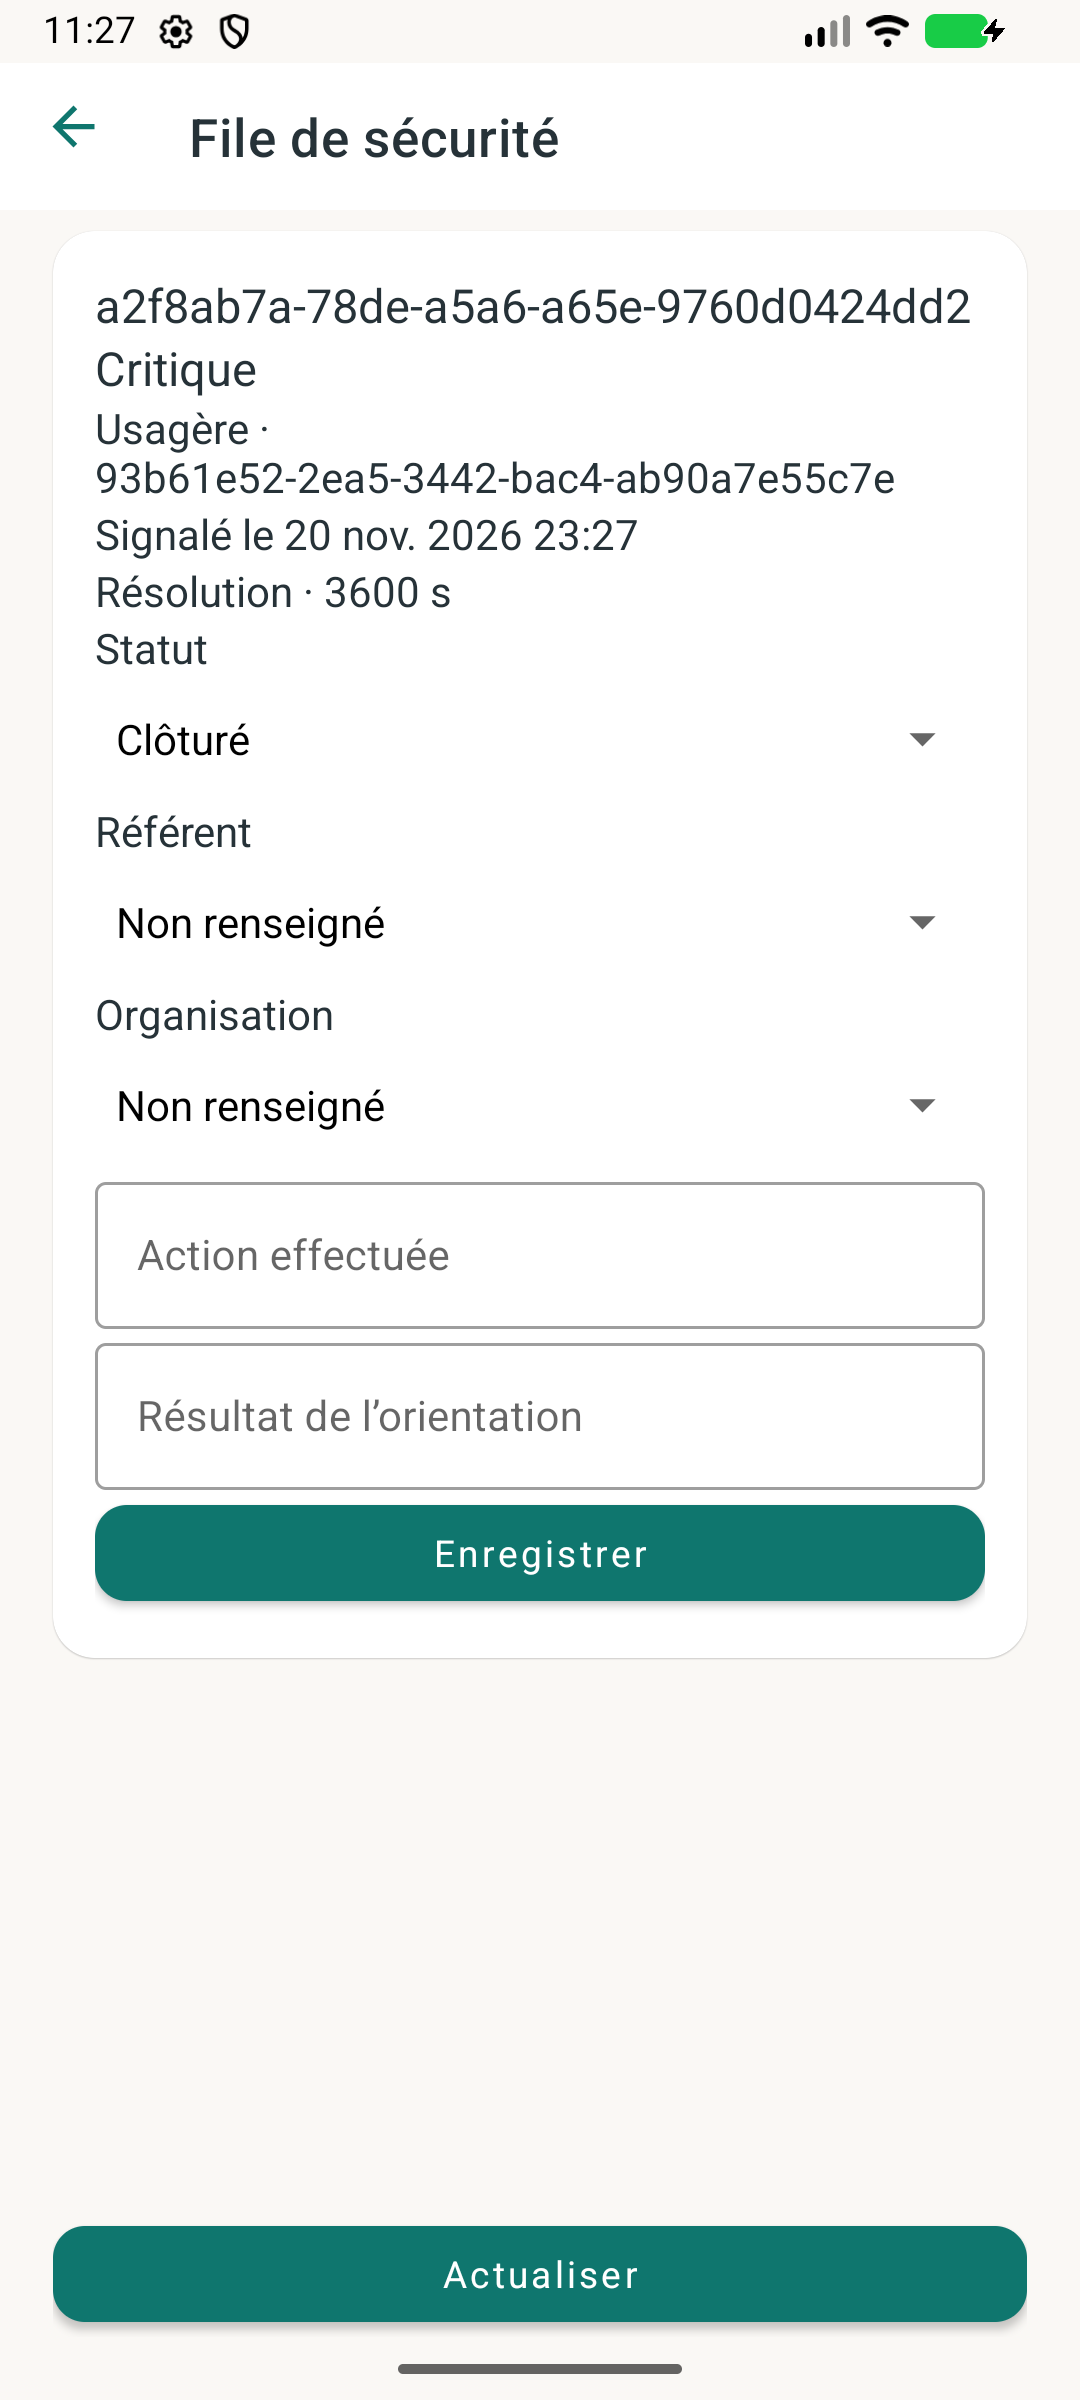 11:27
File de sécurité
a2f8ab7a-78de-a5a6-a65e-9760d0424dd2
Critique
Usagère ·
93b61e52-2ea5-3442-bac4-ab90a7e55c7e
Signalé le 20 nov. 2026 23:27
Résolution · 3600 s
Statut
Clôturé
Référent
Non renseigné
Organisation
Non renseigné
Action effectuée
Résultat de l’orientation
Enregistrer
Actualiser